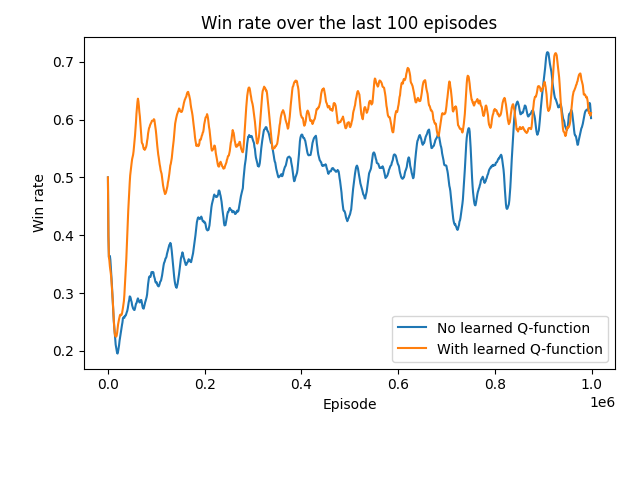 Win rate over the last 100 episodes
Win rate
0.7
0.6
0.5
0.4
0.3
0.2
0.0
0.2
0.4
0.6
0.8
1.0
1e6
Episode
No learned Q-function
With learned Q-function